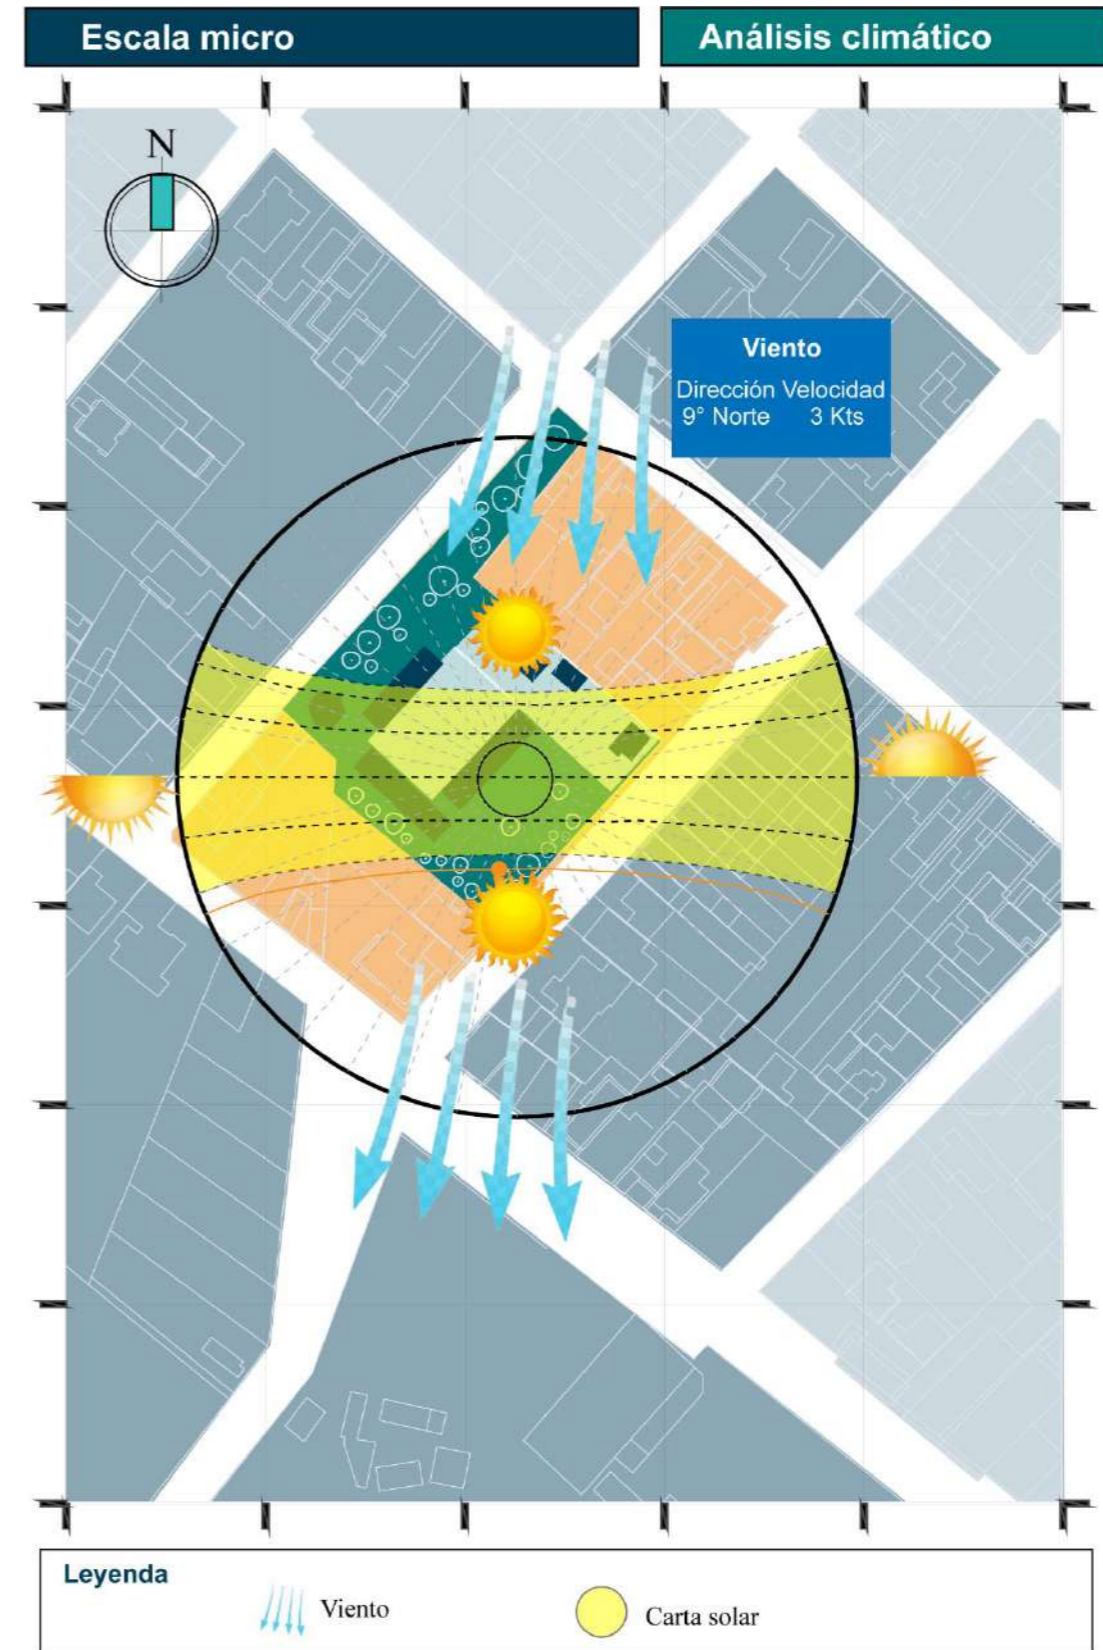 Escala micro
Análisis climático
N
Viento
Dirección Velocidad
9° Norte 3 Kts
Leyenda
Viento
Carta solar